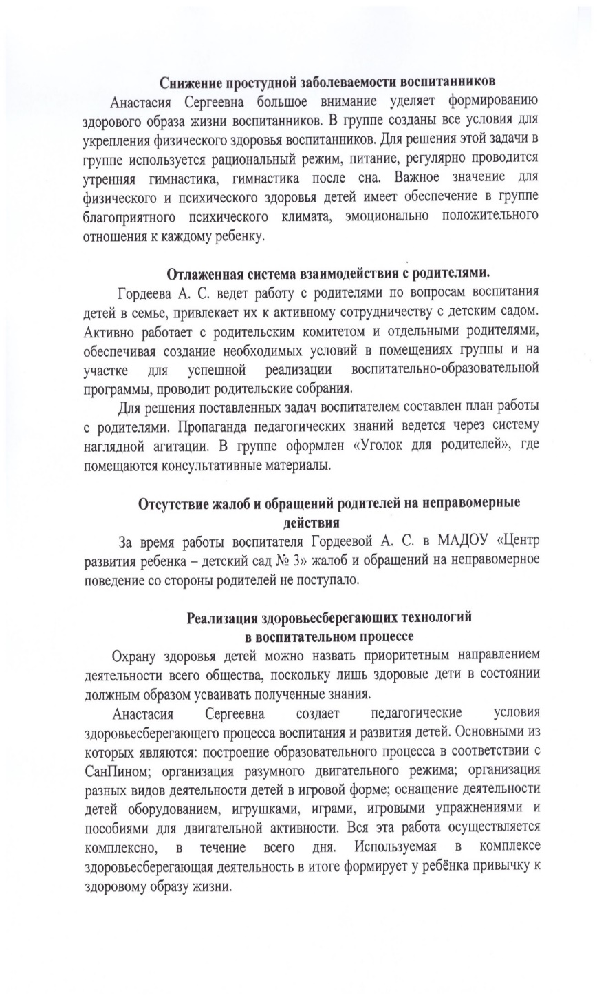 Снижение простудной заболеваемости воспитанников
Анастасия Сергеевна большое внимание уделяет формированию
здорового образа жизни воспитанников. В группе созданы все условия для
укрепления физического здоровья воспитанников. Для решения этой задачи в
группе используется рациональный режим, питание, регулярно проводится
утренняя гимнастика, гимнастика после сна. Важное значение для
физического и психического здоровья детей имеет обеспечение в группе
благоприятного психического климата, эмоционально положительного
отношения к каждому ребенку.
Отлаженная система взаимодействия с родителями.
Гордеева А. С. ведет работу с родителями по вопросам воспитания
детей в семье, привлекает их к активному сотрудничеству с детским садом.
Активно работает с родительским комитетом и отдельными родителями,
обеспечивая создание необходимых условий в помещениях группы и на
участке для успешной реализации воспитательно-образовательной
программы, проводит родительские собрания.
Для решения поставленных задач воспитателем составлен план работы
с родителями. Пропаганда педагогических знаний ведется через систему
наглядной агитации. В группе оформлен «Уголок для родителей», где
помещаются консультативные материалы.
Отсутствие жалоб и обращений родителей на неправомерные
действия
За время работы воспитателя Гордеевой А. С. в МАДОУ «Центр
развития ребенка – детский сад № 3» жалоб и обращений на неправомерное
поведение со стороны родителей не поступало.
Реализация здоровьесберегающих технологий
в воспитательном процессе
Охрану здоровья детей можно назвать приоритетным направлением
деятельности всего общества, поскольку лишь здоровые дети в состоянии
должным образом усваивать полученные знания.
Анастасия Сергеевна создает педагогические условия
здоровьесберегающего процесса воспитания и развития детей. Основными из
которых являются: построение образовательного процесса в соответствии с
СанПином; организация разумного двигательного режима; организация
разных видов деятельности детей в игровой форме; оснащение деятельности
детей оборудованием, игрушками, играми, игровыми упражнениями и
пособиями для двигательной активности. Вся эта работа осуществляется
комплексно, в течение всего дня. Используемая в комплексе
здоровьесберегающая деятельность в итоге формирует у ребёнка привычку к
здоровому образу жизни.